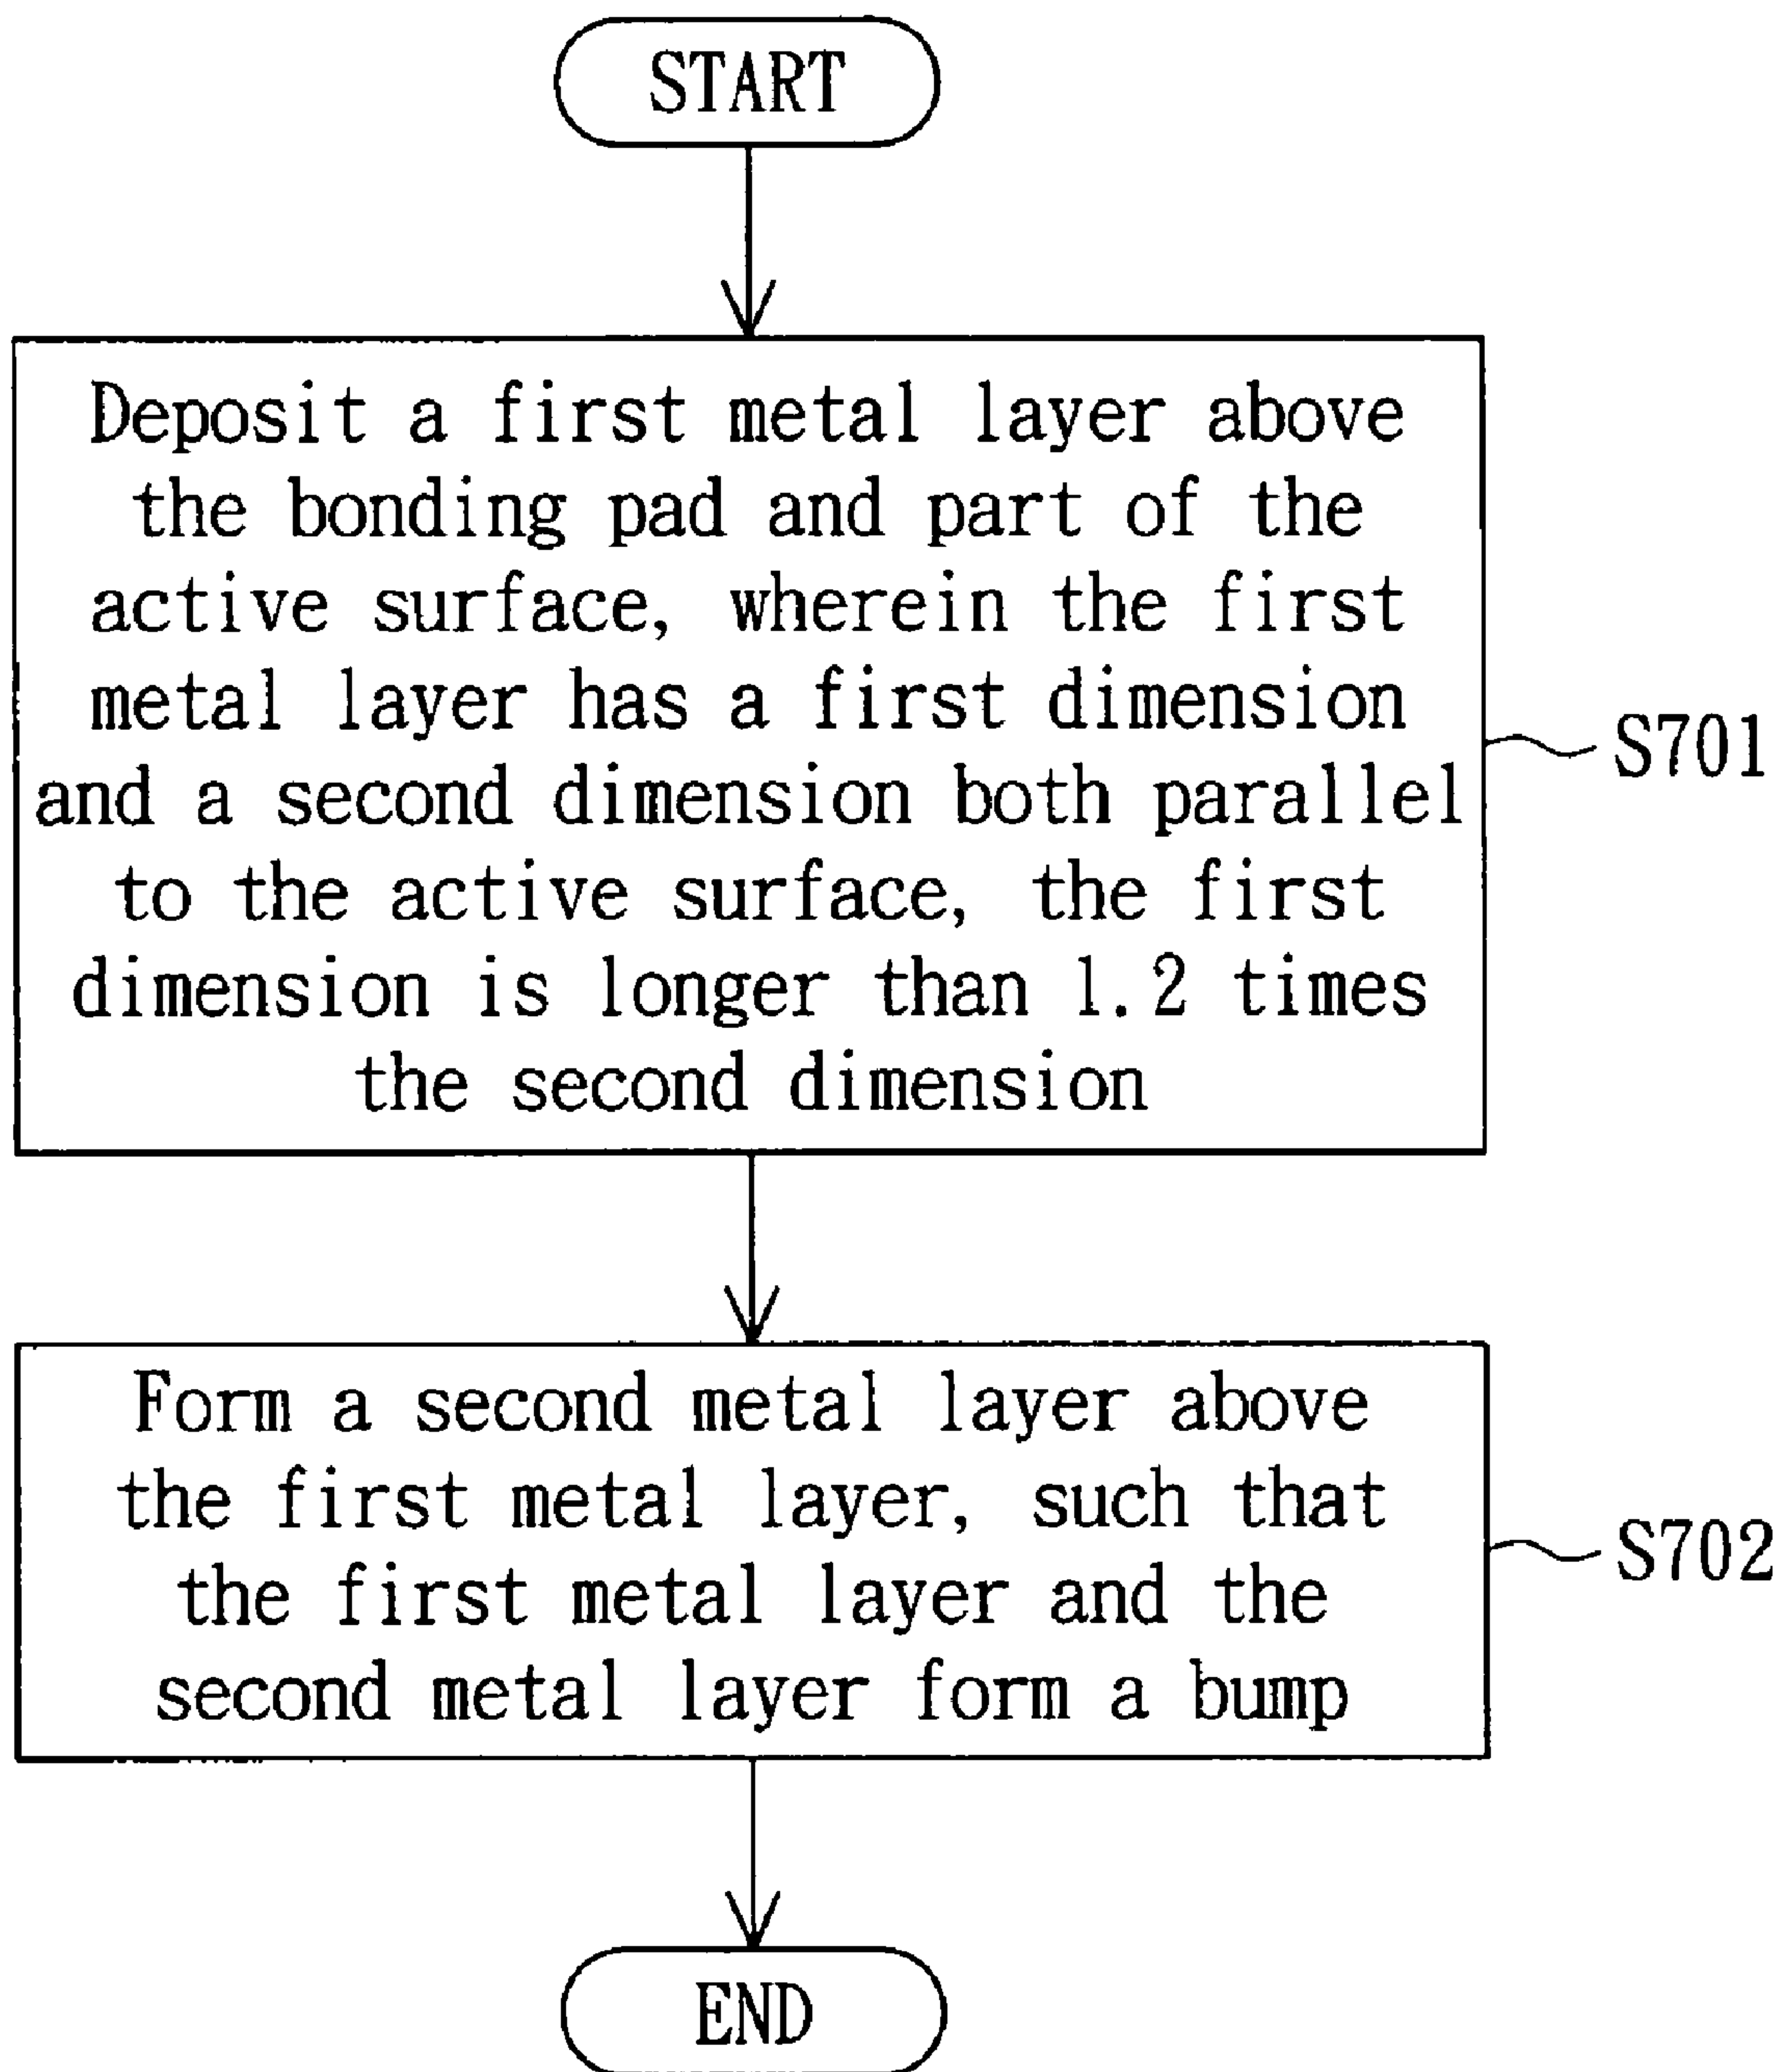 START
Deposit a first metal layer above
the bonding pad and part of the
active surface, wherein the first
metal layer has a first dimension
and a second dimension both parallel
to the active surface, the first
dimension is longer than 1.2 times
the second dimension
S701
Form a second metal layer above
the first metal layer, such that
the first metal layer and the
second metal layer form a bump
S702
END